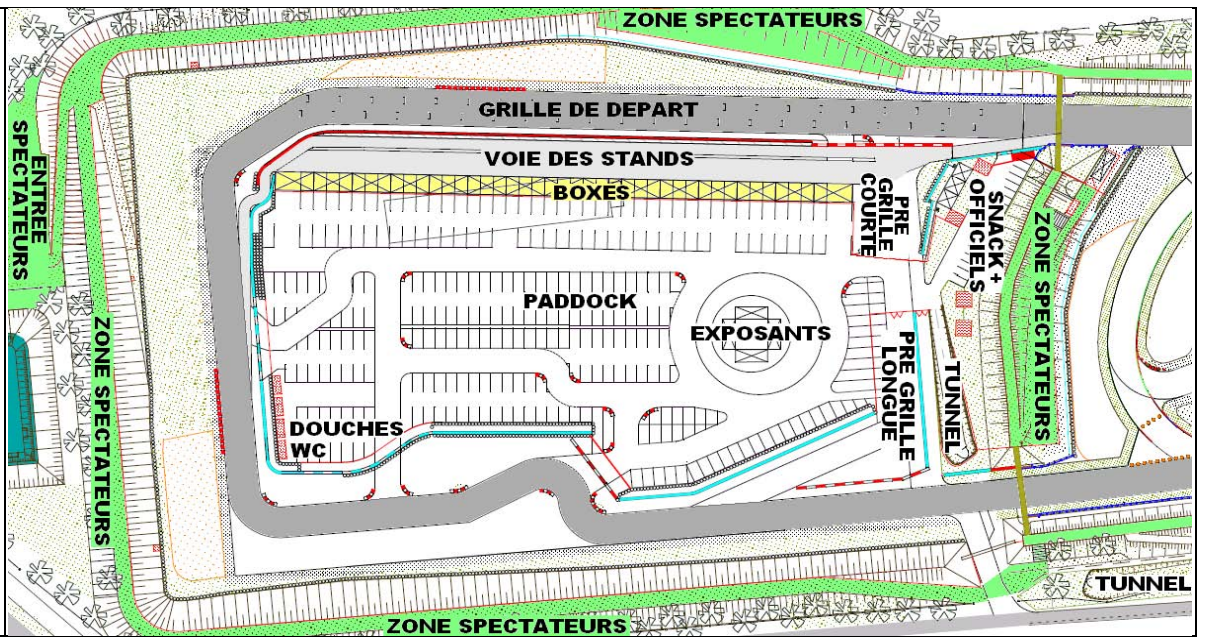 ZONE SPECTATEURS
GRILLE DE DEPART
VOIE DES STANDS
BOXES
PRE
GRILLE
COURTE
SNACK +
OFFICIELS
ZONE SPECTATEURS
ENTREE
SPECTATEURS
PADDOCK
EXPOSANTS
PRE GRILLE
LONGUE
TUNNEL
ZONE SPECTATEURS
DOUCHES
WC
TUNNEL
ZONE SPECTATEURS